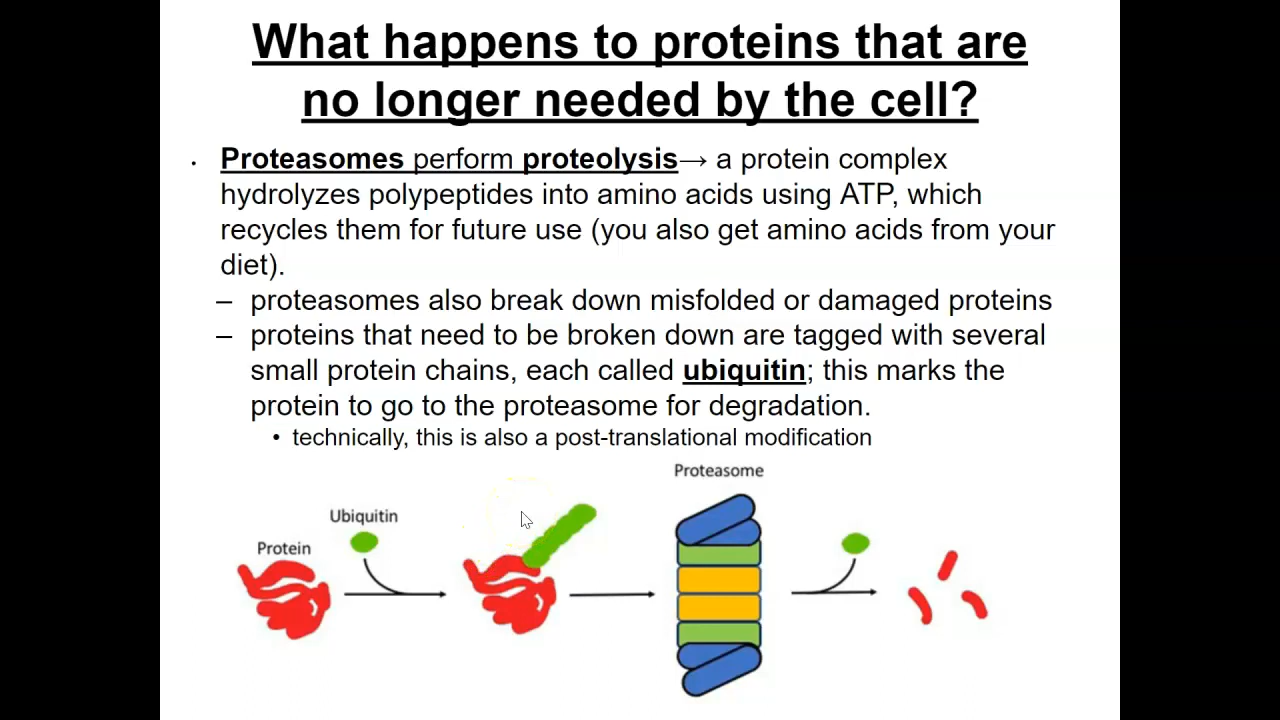 What happens to proteins that are
no longer needed by the cell?
• Proteasomes perform proteolysis→ a protein complex
hydrolyzes polypeptides into amino acids using ATP, which
recycles them for future use (you also get amino acids from your
diet).
– proteasomes also break down misfolded or damaged proteins
– proteins that need to be broken down are tagged with several
small protein chains, each called ubiquitin; this marks the
protein to go to the proteasome for degradation.
• technically, this is also a post-translational modification
Proteasome
Ubiquitin
Protein